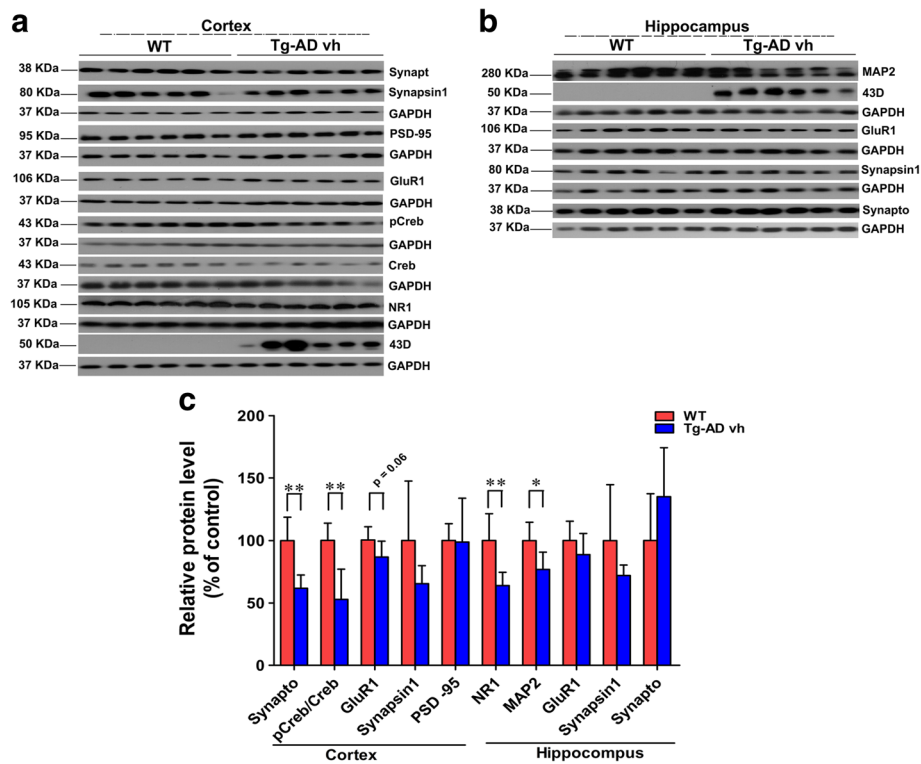 a
Cortex
WT Tg-AD vh
38 KDa Synapt
80 KDa Synapsin1
37 KDa GAPDH
95 KDa PSD-95
37 KDa GAPDH
106 KDa GluR1
37 KDa GAPDH
43 KDa pCreb
37 KDa GAPDH
43 KDa Creb
37 KDa GAPDH
105 KDa NR1
37 KDa GAPDH
50 KDa 43D
37 KDa GAPDH
b
Hippocampus
WT Tg-AD vh
280 KDa MAP2
50 KDa 43D
37 KDa GAPDH
106 KDa GluR1
37 KDa GAPDH
80 KDa Synapsin1
37 KDa GAPDH
38 KDa Synapto
37 KDa GAPDH
c
Relative protein level
(% of control)
200
150
100
50
0
WT
Tg-AD vh
** ** p = 0.06 ** *
Synapto pCreb/Creb GluR1 Synapsin1 PSD -95 NR1 MAP2 GluR1 Synapsin1 Synapto
Cortex Hippocompus